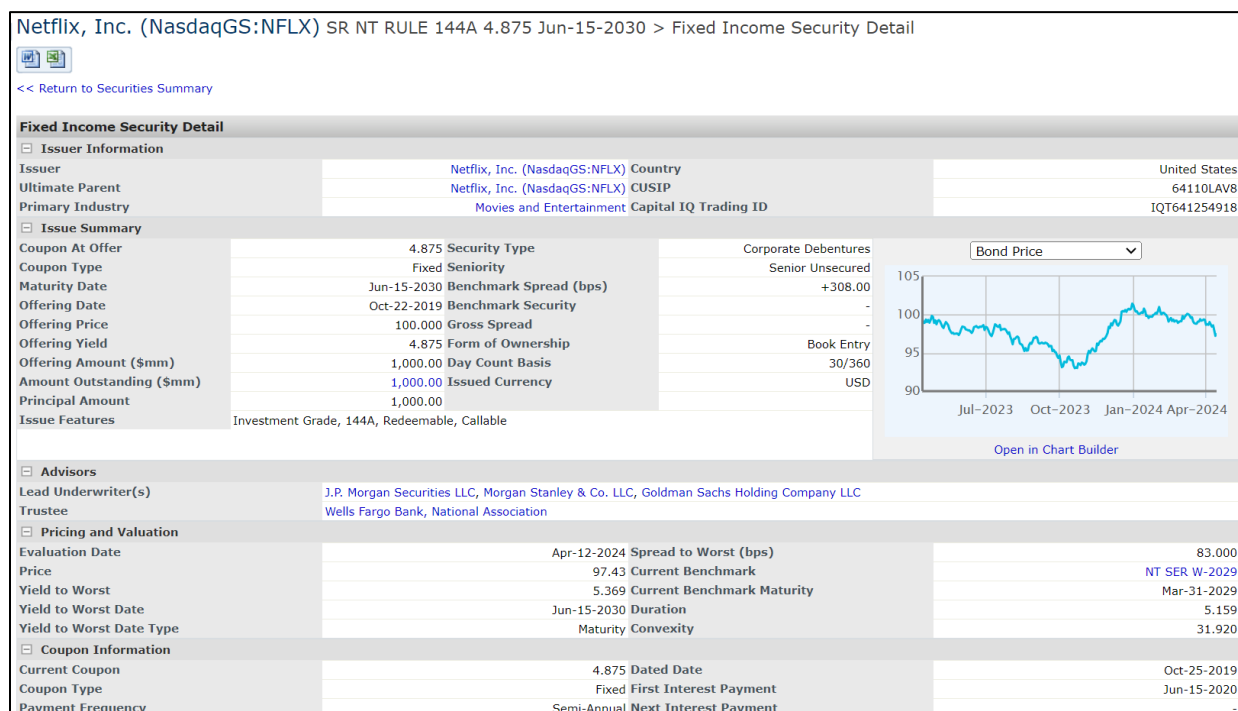 Netflix, Inc. (NasdaqGS:NFLX) SR NT RULE 144A 4.875 Jun-15-2030 > Fixed Income Security Detail
<< Return to Securities Summary
Fixed Income Security Detail
Issuer Information
Issuer Netflix, Inc. (NasdaqGS:NFLX) Country United States
Ultimate Parent Netflix, Inc. (NasdaqGS:NFLX) CUSIP 64110LAV8
Primary Industry Movies and Entertainment Capital IQ Trading ID IQT641254918
Issue Summary
Coupon At Offer 4.875 Security Type Corporate Debentures
Coupon Type Fixed Seniority Senior Unsecured
Maturity Date Jun-15-2030 Benchmark Spread (bps) +308.00
Offering Date Oct-22-2019 Benchmark Security -
Offering Price 100.000 Gross Spread -
Offering Yield 4.875 Form of Ownership Book Entry
Offering Amount ($mm) 1,000.00 Day Count Basis 30/360
Amount Outstanding ($mm) 1,000.00 Issued Currency USD
Principal Amount 1,000.00
Issue Features Investment Grade, 144A, Redeemable, Callable
Bond Price
105
100
95
90
Jul-2023 Oct-2023 Jan-2024 Apr-2024
Open in Chart Builder
Advisors
Lead Underwriter(s) J.P. Morgan Securities LLC, Morgan Stanley & Co. LLC, Goldman Sachs Holding Company LLC
Trustee Wells Fargo Bank, National Association
Pricing and Valuation
Evaluation Date Apr-12-2024 Spread to Worst (bps) 83.000
Price 97.43 Current Benchmark NT SER W-2029
Yield to Worst 5.369 Current Benchmark Maturity Mar-31-2029
Yield to Worst Date Jun-15-2030 Duration 5.159
Yield to Worst Date Type Maturity Convexity 31.920
Coupon Information
Current Coupon 4.875 Dated Date Oct-25-2019
Coupon Type Fixed First Interest Payment Jun-15-2020
Payment Frequency Semi-Annual Next Interest Payment -